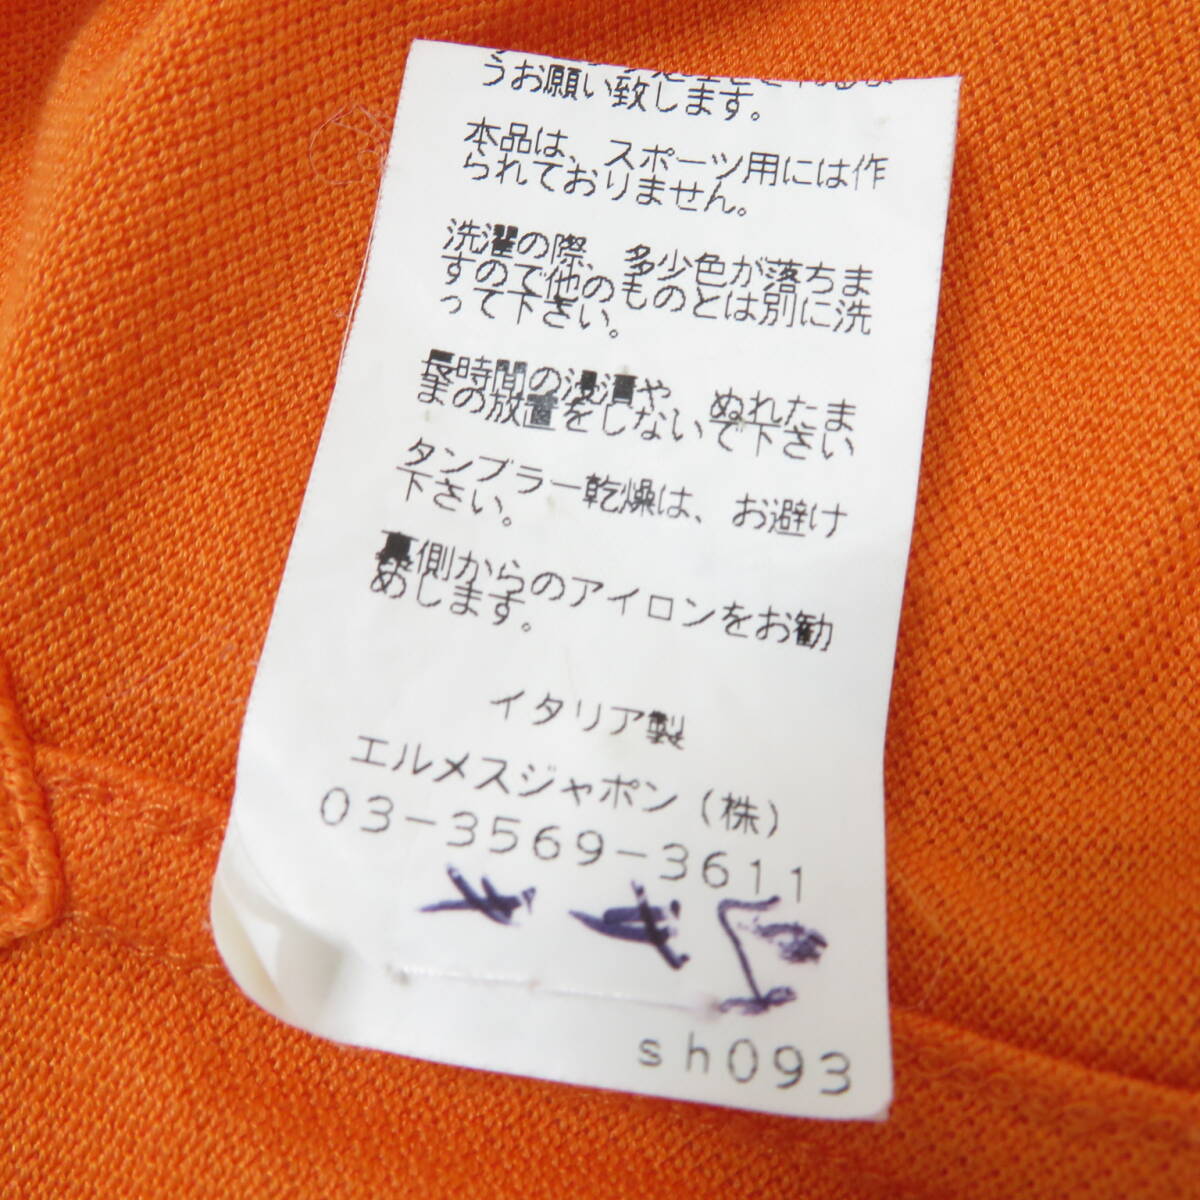 うお願い致します。
本品は、スポーツ用には作
られておりません。
洗濯の際、多少色が落ちま
すので他のものとは別に洗
って下さい。
長時間の浸漬や、ぬれたま
まの放置をしないで下さい
タンブラー乾燥は、お避け
下さい。
裏側からのアイロンをお勧
めします。
イタリア製
エルメスジャポン(株)
03-3569-3611
sh093